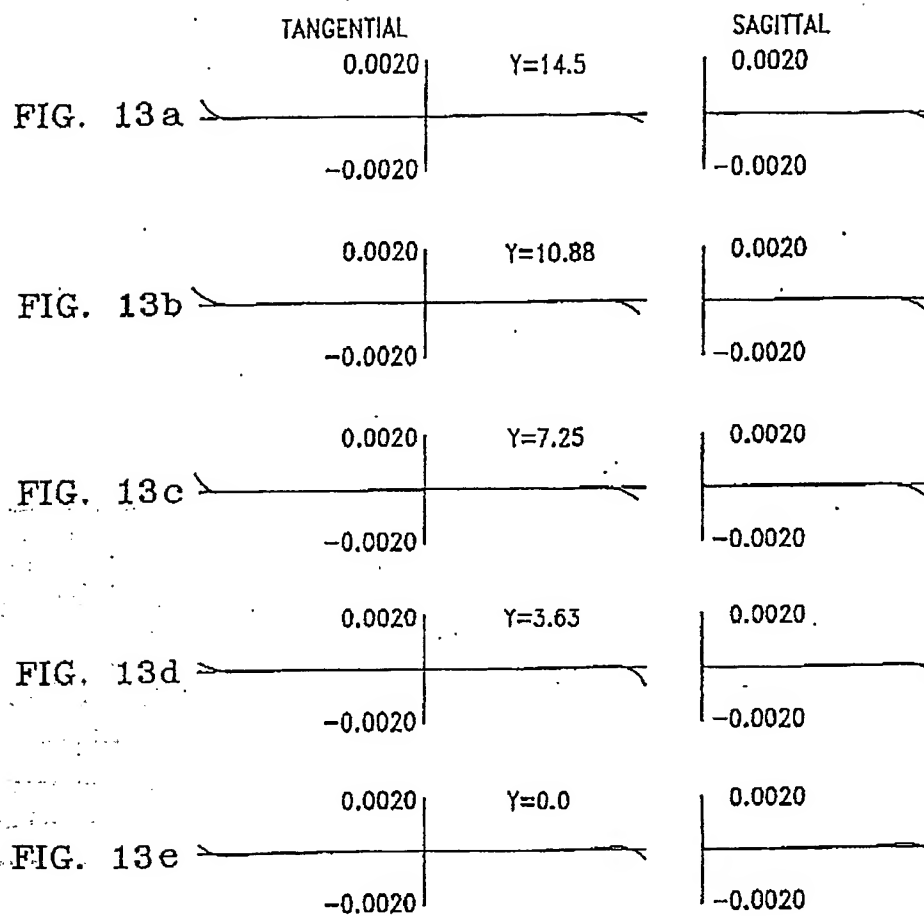 TANGENTIAL SAGITTAL
0.0020 Y=14.5 0.0020
FIG. 13a
-0.0020 -0.0020
0.0020 Y=10.88 0.0020
FIG. 13b
-0.0020 -0.0020
0.0020 Y=7.25 0.0020
FIG. 13c
-0.0020 -0.0020
0.0020 Y=3.63 0.0020
FIG. 13d
-0.0020 -0.0020
0.0020 Y=0.0 0.0020
FIG. 13e
-0.0020 -0.0020